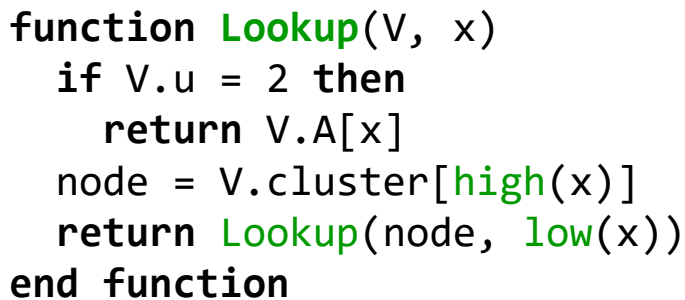 function Lookup(V, x)
  if V.u = 2 then
    return V.A[x]
  node = V.cluster[high(x)]
  return Lookup(node, low(x))
end function